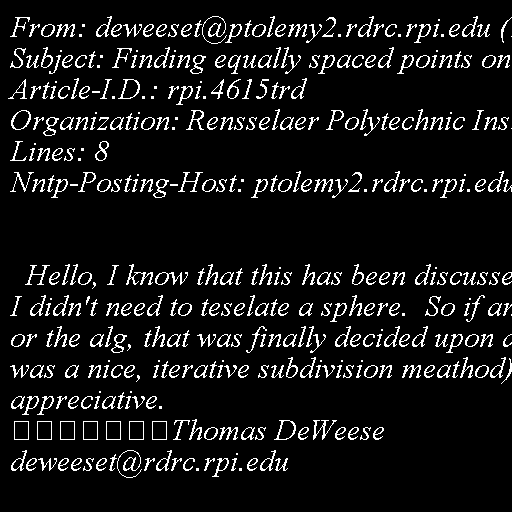 From: deweeset@ptolemy2.rdrc.rpi.edu (
Subject: Finding equally spaced points on
Article-I.D.: rpi.4615trd
Organization: Rensselaer Polytechnic Ins
Lines: 8
Nntp-Posting-Host: ptolemy2.rdrc.rpi.edu
Hello, I know that this has been discusse
I didn't need to teselate a sphere. So if an
or the alg, that was finally decided upon a
was a nice, iterative subdivision meathod)
appreciative.
□□□□□□□□□□Thomas DeWeese
deweeset@rdrc.rpi.edu